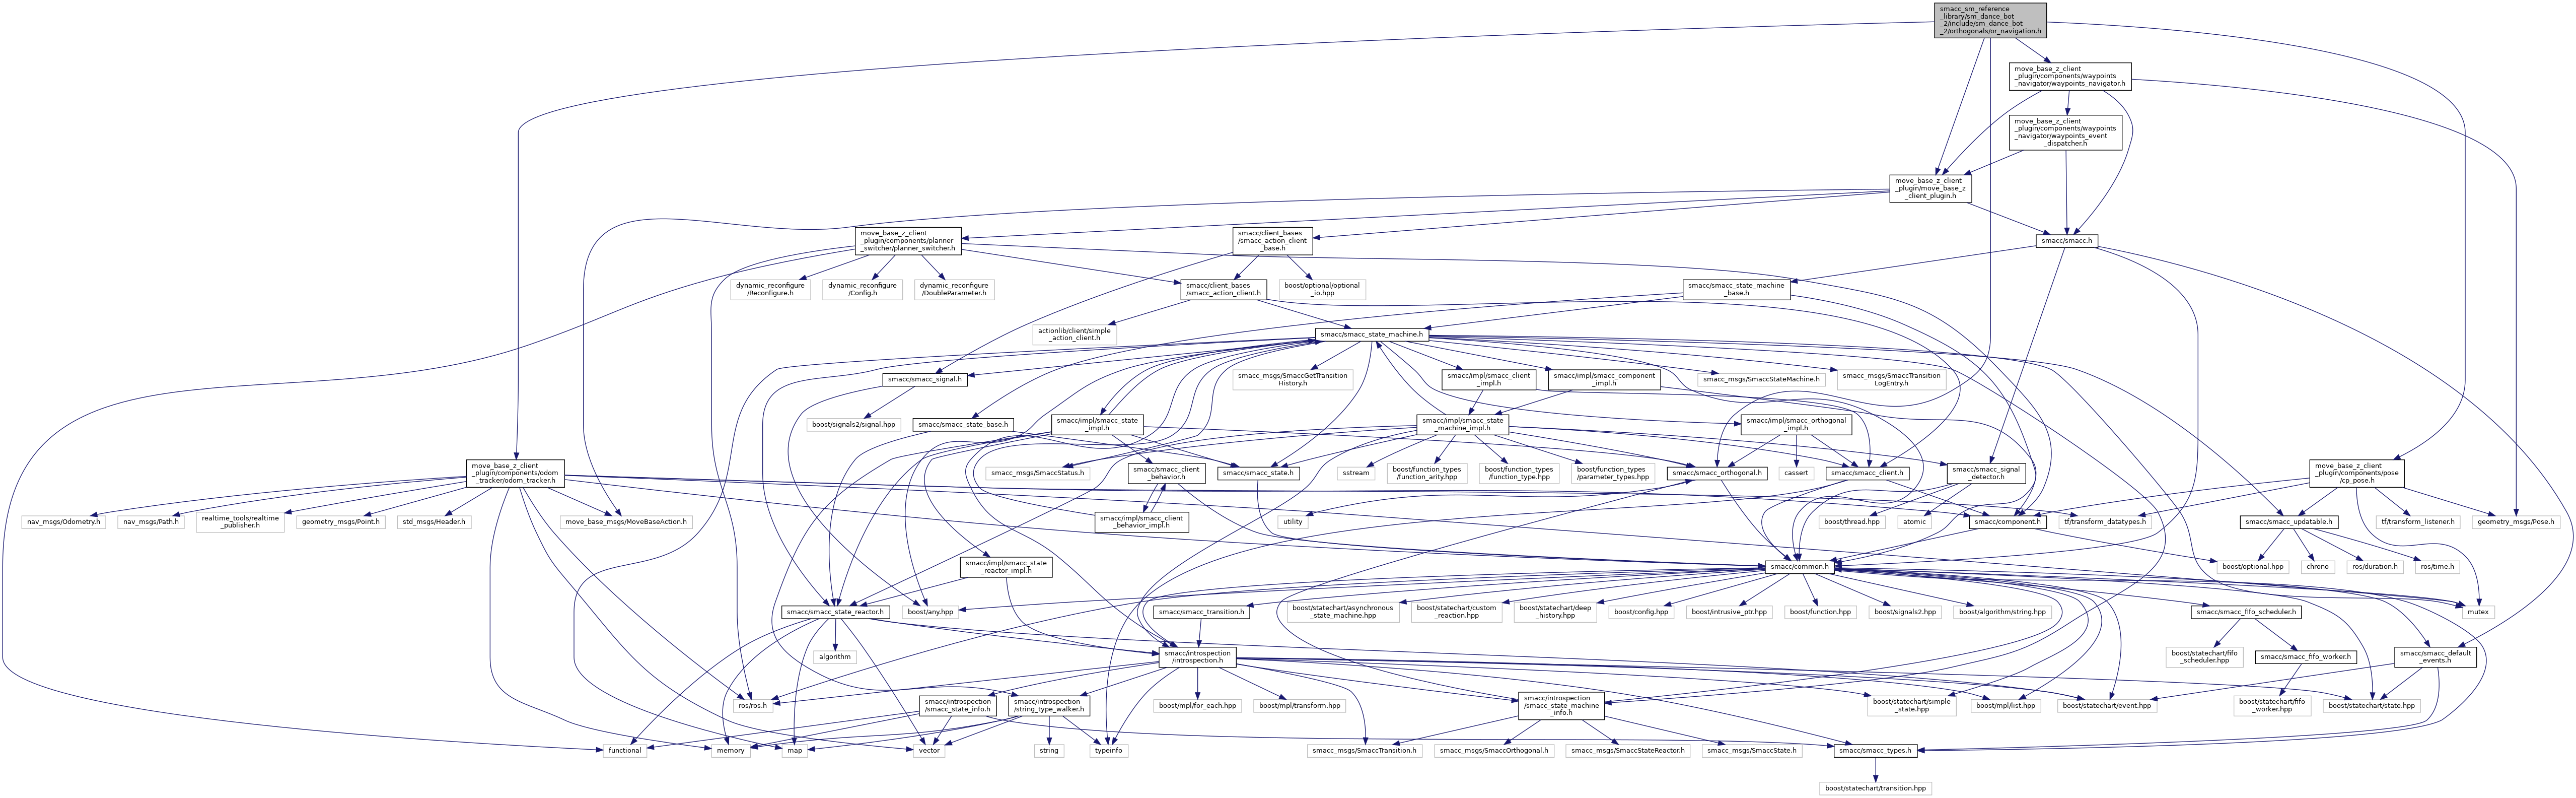 smacc_sm_reference
_library/sm_dance_bot
_2/include/sm_dance_bot
_2/orthogonals/or_navigation.h
move_base_z_client
_plugin/components/waypoints
_navigator/waypoints_navigator.h
move_base_z_client
_plugin/components/waypoints
_navigator/waypoints_event
_dispatcher.h
move_base_z_client
_plugin/move_base_z
_client_plugin.h
move_base_z_client
_plugin/components/planner
_switcher/planner_switcher.h
smacc/client_bases
/smacc_action_client
_base.h
smacc/smacc.h
dynamic_reconfigure
/Reconfigure.h
dynamic_reconfigure
/Config.h
dynamic_reconfigure
/DoubleParameter.h
smacc/client_bases
/smacc_action_client.h
boost/optional/optional
_io.hpp
smacc/smacc_state_machine
_base.h
actionlib/client/simple
_action_client.h
smacc/smacc_state_machine.h
smacc/smacc_signal.h
smacc_msgs/SmaccGetTransition
History.h
smacc/impl/smacc_client
_impl.h
smacc/impl/smacc_component
_impl.h
smacc_msgs/SmaccStateMachine.h
smacc_msgs/SmaccTransition
LogEntry.h
boost/signals2/signal.hpp
smacc/smacc_state_base.h
smacc/impl/smacc_state
_impl.h
smacc/impl/smacc_state
_machine_impl.h
smacc/impl/smacc_orthogonal
_impl.h
move_base_z_client
_plugin/components/odom
_tracker/odom_tracker.h
smacc_msgs/SmaccStatus.h
smacc/smacc_client
_behavior.h
smacc/smacc_state.h
sstream
boost/function_types
/function_arity.hpp
boost/function_types
/function_type.hpp
boost/function_types
/parameter_types.hpp
smacc/smacc_orthogonal.h
cassert
smacc/smacc_client.h
smacc/smacc_signal
_detector.h
move_base_z_client
_plugin/components/pose
/cp_pose.h
nav_msgs/Odometry.h
nav_msgs/Path.h
realtime_tools/realtime
_publisher.h
geometry_msgs/Point.h
std_msgs/Header.h
move_base_msgs/MoveBaseAction.h
smacc/impl/smacc_client
_behavior_impl.h
utility
boost/thread.hpp
atomic
smacc/component.h
tf/transform_datatypes.h
smacc/smacc_updatable.h
tf/transform_listener.h
geometry_msgs/Pose.h
smacc/impl/smacc_state
_reactor_impl.h
smacc/common.h
boost/optional.hpp
chrono
ros/duration.h
ros/time.h
smacc/smacc_state_reactor.h
boost/any.hpp
smacc/smacc_transition.h
boost/statechart/asynchronous
_state_machine.hpp
boost/statechart/custom
_reaction.hpp
boost/statechart/deep
_history.hpp
boost/config.hpp
boost/intrusive_ptr.hpp
boost/function.hpp
boost/signals2.hpp
boost/algorithm/string.hpp
smacc/smacc_fifo_scheduler.h
mutex
algorithm
smacc/introspection
/introspection.h
boost/statechart/fifo
_scheduler.hpp
smacc/smacc_fifo_worker.h
smacc/smacc_default
_events.h
ros/ros.h
smacc/introspection
/smacc_state_info.h
smacc/introspection
/string_type_walker.h
boost/mpl/for_each.hpp
boost/mpl/transform.hpp
smacc/introspection
/smacc_state_machine
_info.h
boost/statechart/simple
_state.hpp
boost/mpl/list.hpp
boost/statechart/event.hpp
boost/statechart/fifo
_worker.hpp
boost/statechart/state.hpp
functional
memory
map
vector
string
typeinfo
smacc_msgs/SmaccTransition.h
smacc_msgs/SmaccOrthogonal.h
smacc_msgs/SmaccStateReactor.h
smacc_msgs/SmaccState.h
smacc/smacc_types.h
boost/statechart/transition.hpp